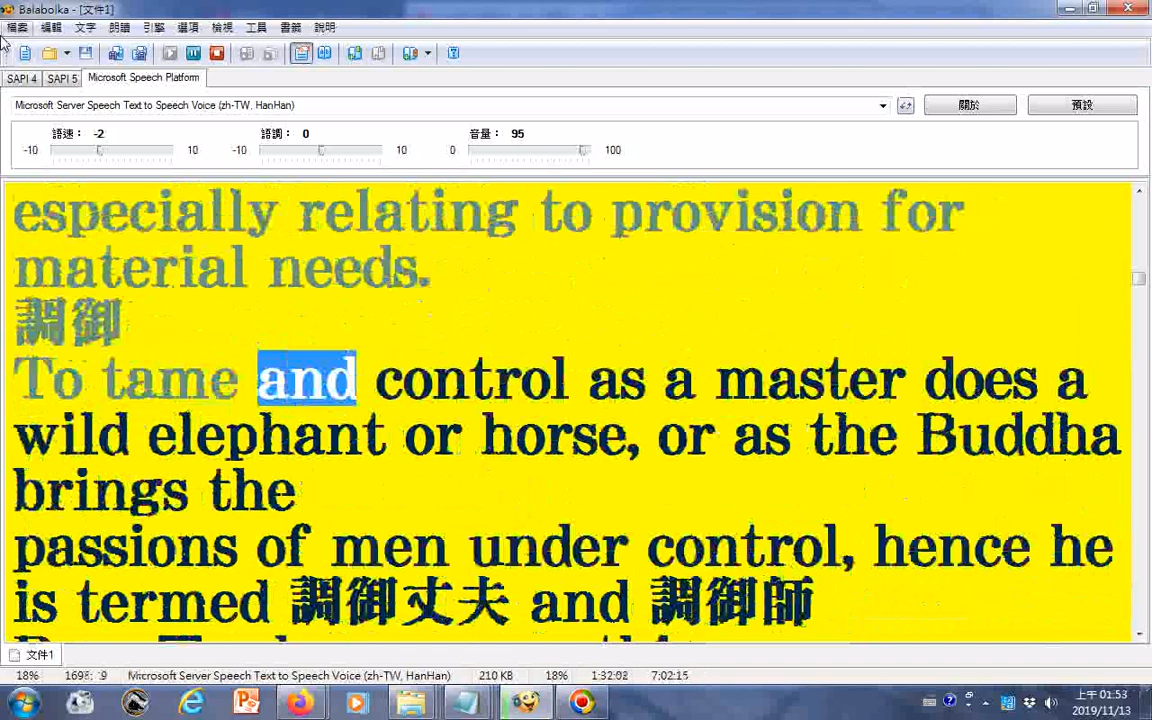 Balabolka - [文件1]
檔案 編輯 文字 朗讀 引擎 選項 檢視 工具 書籤 說明
SAPI 4 SAPI 5 Microsoft Speech Platform
Microsoft Server Speech Text to Speech Voice (zh-TW, HanHan) 關於 預設
語速： -2 語調： 0 音量： 95
-10 10 -10 10 0 100
especially relating to provision for
material needs.
調御
To tame and control as a master does a
wild elephant or horse, or as the Buddha
brings the
passions of men under control, hence he
is termed 調御丈夫 and 調御師
文件1
18% Microsoft Server Speech Text to Speech Voice (zh-TW, HanHan) 210 KB 18% 1:32:02 7:02:15
上午 01:53
2019/11/13